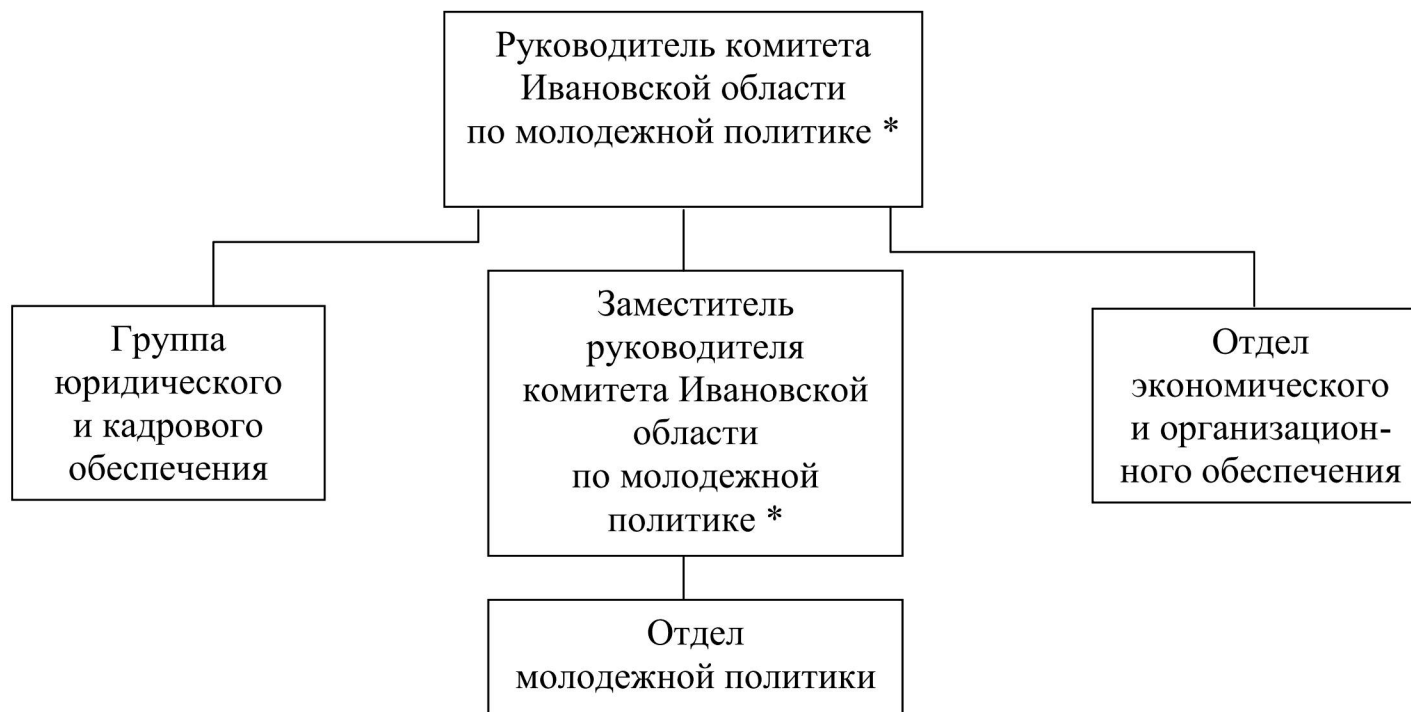 Руководитель комитета
Ивановской области
по молодежной политике *
Группа
юридического
и кадрового
обеспечения
Заместитель
руководителя
комитета Ивановской
области
по молодежной
политике *
Отдел
экономического
и организацион-
ного обеспечения
Отдел
молодежной политики